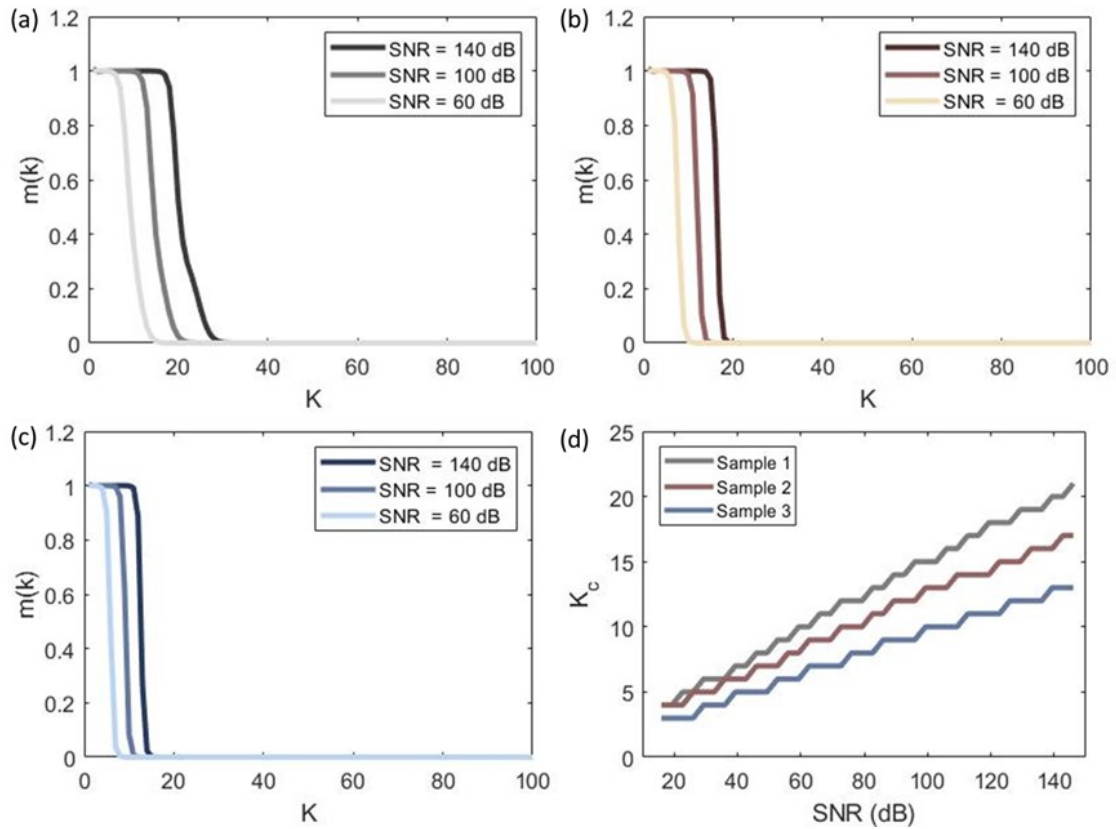 (a)
1.2
1
0.8
0.6
0.4
0.2
0
m(k)
SNR = 140 dB
SNR = 100 dB
SNR = 60 dB
0 20 40 60 80 100
K
(b)
1.2
1
0.8
0.6
0.4
0.2
0
m(k)
SNR = 140 dB
SNR = 100 dB
SNR = 60 dB
0 20 40 60 80 100
K
(c)
1.2
1
0.8
0.6
0.4
0.2
0
m(k)
SNR = 140 dB
SNR = 100 dB
SNR = 60 dB
0 20 40 60 80 100
K
(d)
25
20
15
10
5
0
Kc
Sample 1
Sample 2
Sample 3
20 40 60 80 100 120 140
SNR (dB)